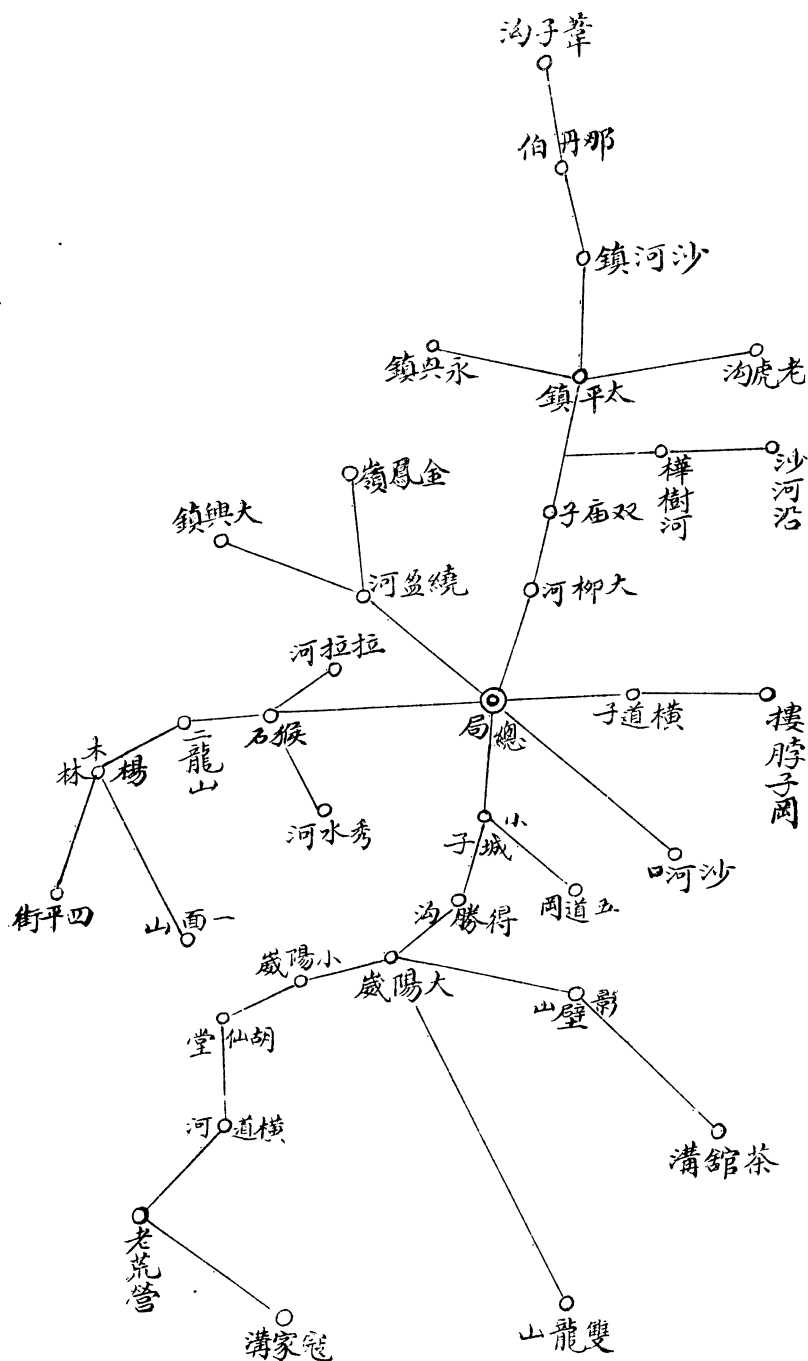 葦子沟
那丹伯
沙河鎮
永興鎮
太平鎮
老虎沟
樺樹河
沙河沿
金鳳嶺
大興鎮
双庙子
繞盈河
大柳河
拉拉河
總局
橫道子
摟脖子岡
猴石
二龍山
楊木林
秀水河
小城子
沙河口
四平街
一面山
得勝沟
五道岡
小陽崴
大陽崴
影壁山
胡仙堂
橫道河
茶館溝
老荒營
寇家溝
雙龍山